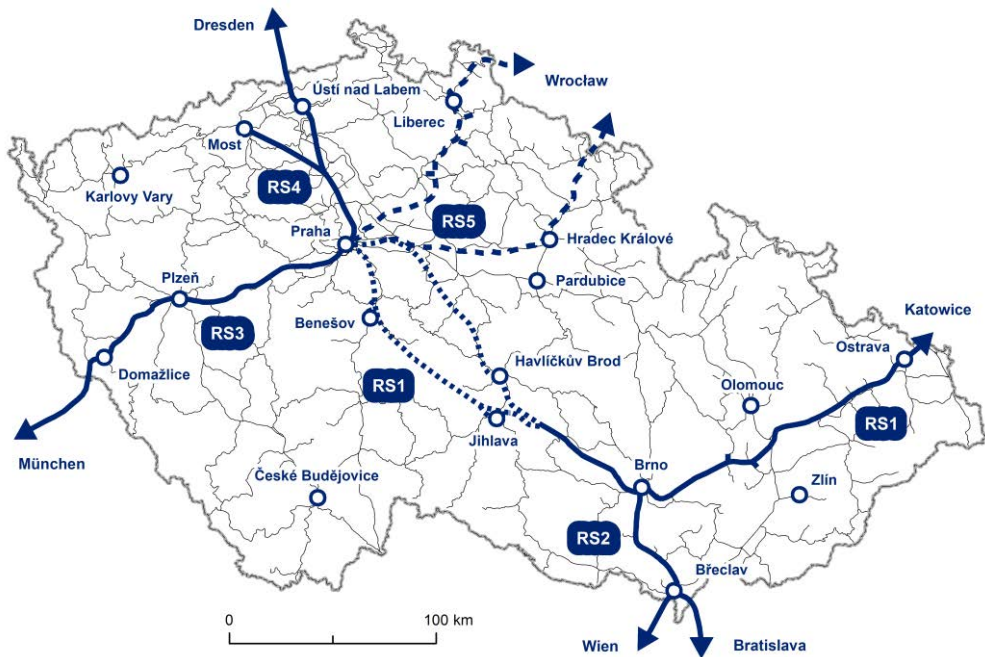 Dresden
Ústí nad Labem
Wrocław
Liberec
Most
Karlovy Vary
RS4
RS5
Praha
Hradec Králové
Plzeň
Pardubice
Katowice
Benešov
RS3
Ostrava
Domažlice
Havlíčkův Brod
RS1
Olomouc
RS1
Jihlava
München
Brno
České Budějovice
Zlín
RS2
Břeclav
0
100 km
Wien
Bratislava